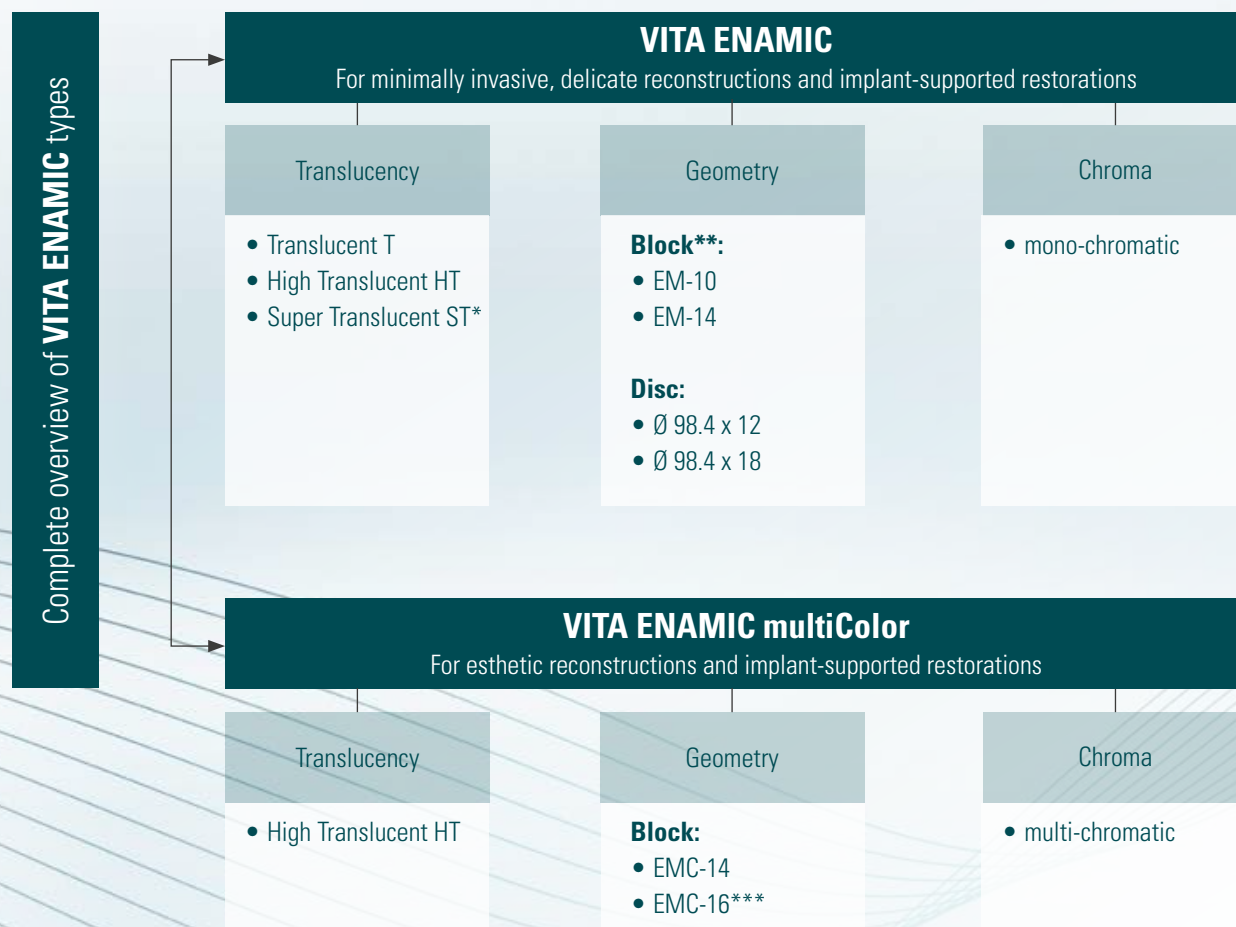 Complete overview of VITA ENAMIC types
VITA ENAMIC
For minimally invasive, delicate reconstructions and implant-supported restorations
Translucency
• Translucent T
• High Translucent HT
• Super Translucent ST*
Geometry
Block**:
• EM-10
• EM-14
Disc:
• Ø 98.4 x 12
• Ø 98.4 x 18
Chroma
• mono-chromatic
VITA ENAMIC multiColor
For esthetic reconstructions and implant-supported restorations
Translucency
• High Translucent HT
Geometry
Block:
• EMC-14
• EMC-16***
Chroma
• multi-chromatic